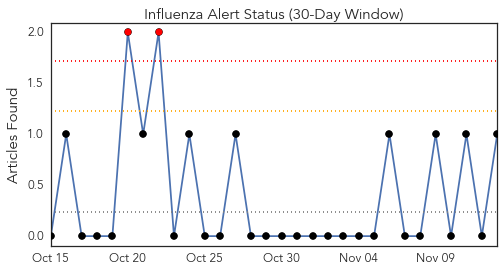 Influenza Alert Status (30-Day Window)
Articles Found
2.0
1.5
1.0
0.5
0.0
Oct 15 Oct 20 Oct 25 Oct 30 Nov 04 Nov 09